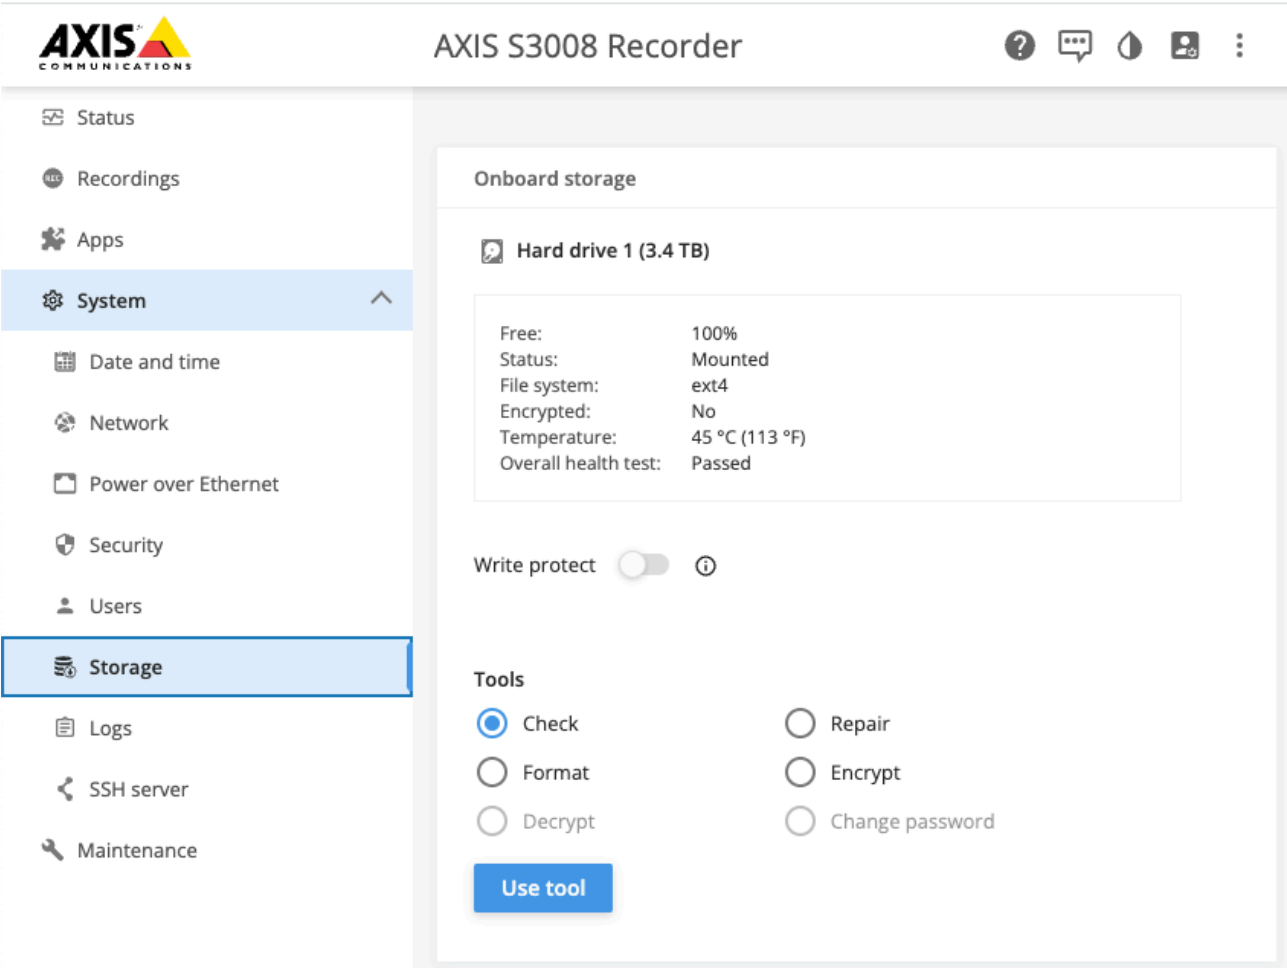 AXIS
COMMUNICATIONS
AXIS S3008 Recorder
Status
REC
Recordings
Apps
System
Date and time
Network
Power over Ethernet
Security
Users
Storage
Logs
SSH server
Maintenance
Onboard storage
Hard drive 1 (3.4 TB)
Free: 100%
Status: Mounted
File system: ext4
Encrypted: No
Temperature: 45 °C (113 °F)
Overall health test: Passed
Write protect
Tools
Check Repair
Format Encrypt
Decrypt Change password
Use tool